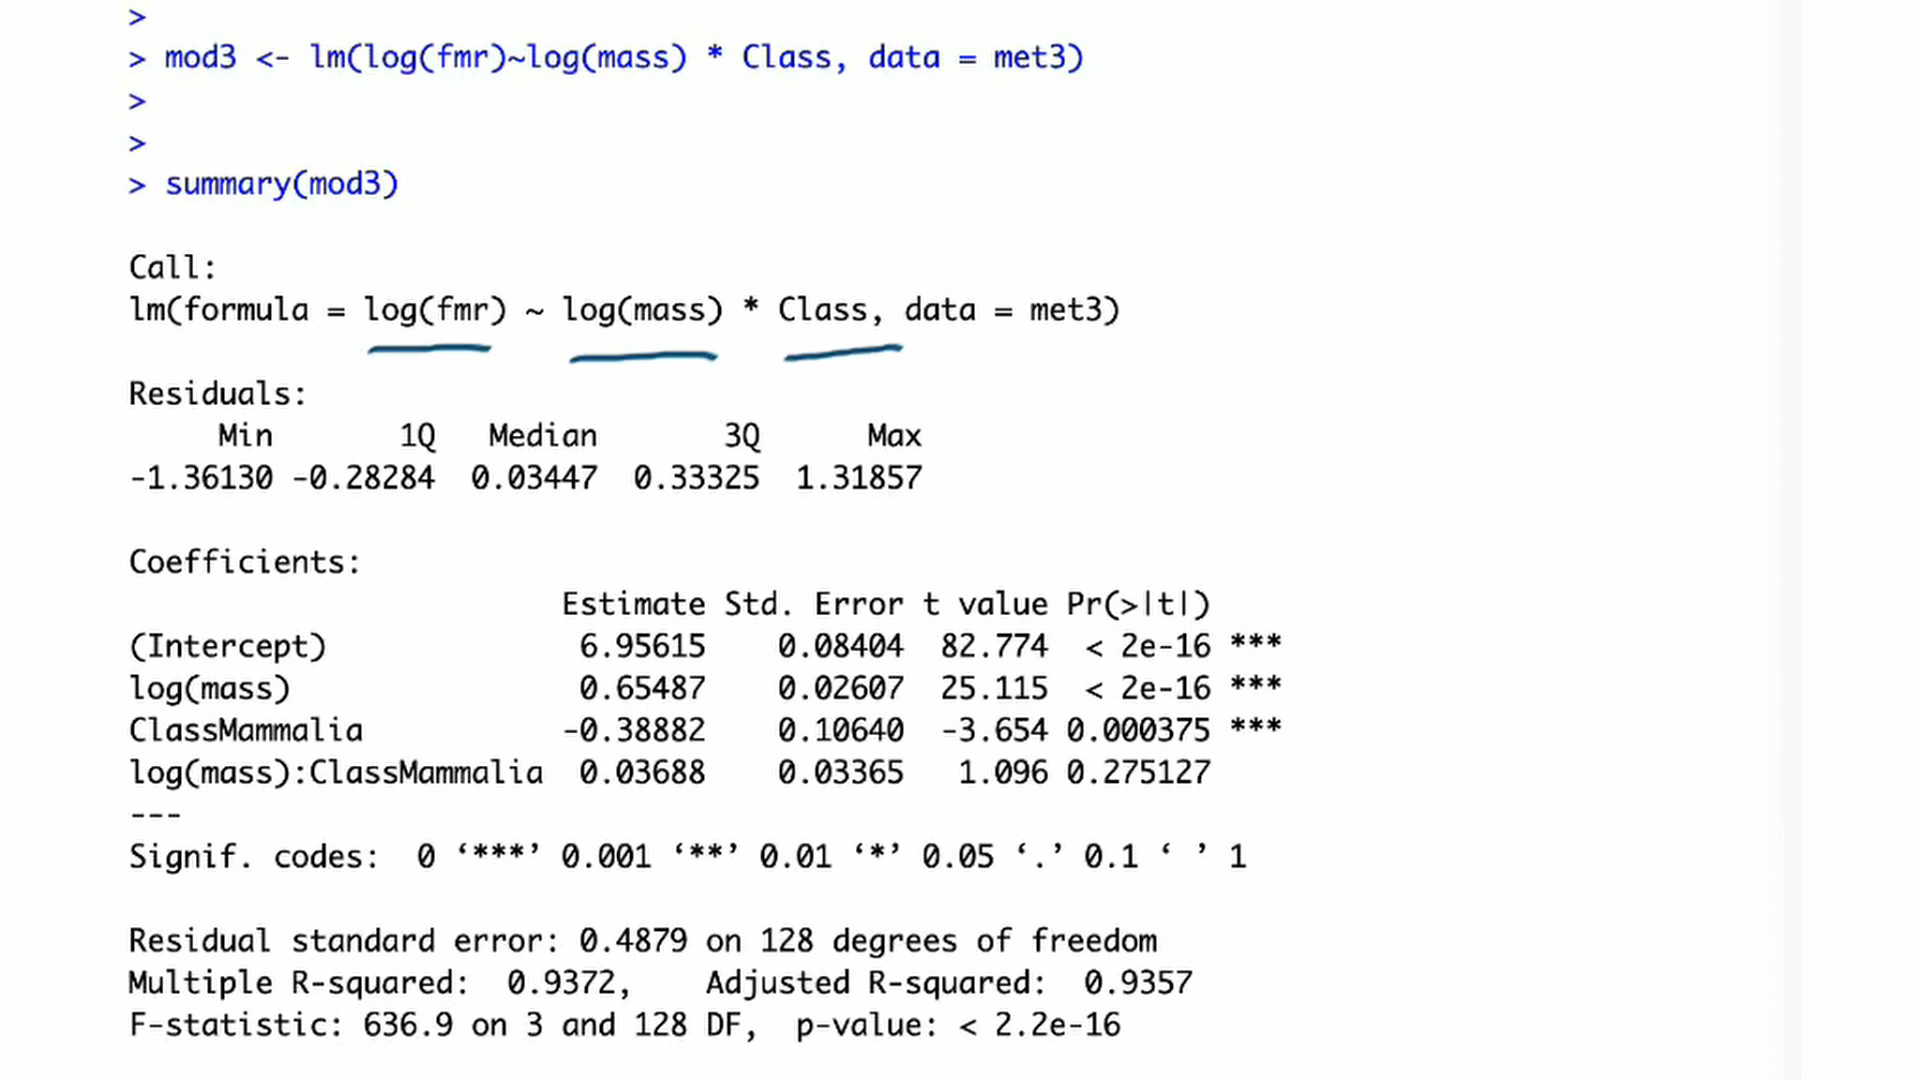 >
> mod3 <- lm(log(fmr)~log(mass) * Class, data = met3)
>
>
> summary(mod3)
Call:
lm(formula = log(fmr) ~ log(mass) * Class, data = met3)
Residuals:
     Min       1Q   Median       3Q      Max
-1.36130 -0.28284  0.03447  0.33325  1.31857
Coefficients:
                        Estimate Std. Error t value Pr(>|t|)
(Intercept)              6.95615    0.08404  82.774  < 2e-16 ***
log(mass)                0.65487    0.02607  25.115  < 2e-16 ***
ClassMammalia           -0.38882    0.10640  -3.654 0.000375 ***
log(mass):ClassMammalia  0.03688    0.03365   1.096 0.275127
---
Signif. codes:  0 ‘***’ 0.001 ‘**’ 0.01 ‘*’ 0.05 ‘.’ 0.1 ‘ ’ 1
Residual standard error: 0.4879 on 128 degrees of freedom
Multiple R-squared:  0.9372,    Adjusted R-squared:  0.9357
F-statistic: 636.9 on 3 and 128 DF,  p-value: < 2.2e-16